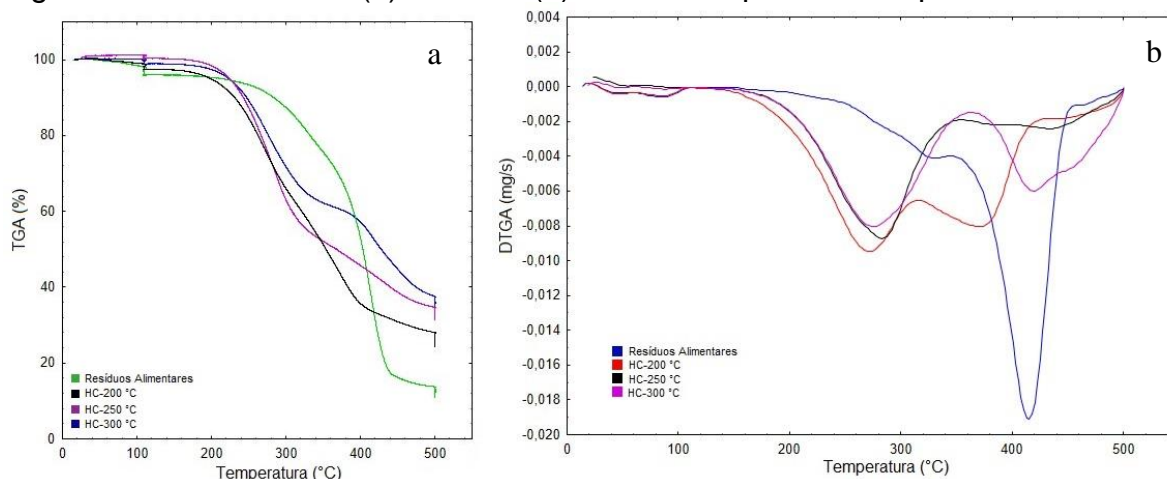 (a) (b)
a
TGA (%)
100
80
60
40
20
0
Resíduos Alimentares
HC-200 °C
HC-250 °C
HC-300 °C
0 100 200 300 400 500
Temperatura (°C)
b
DTGA (mg/s)
0,004
0,002
0,000
-0,002
-0,004
-0,006
-0,008
-0,010
-0,012
-0,014
-0,016
-0,018
-0,020
Resíduos Alimentares
HC-200 °C
HC-250 °C
HC-300 °C
0 100 200 300 400 500
Temperatura (°C)